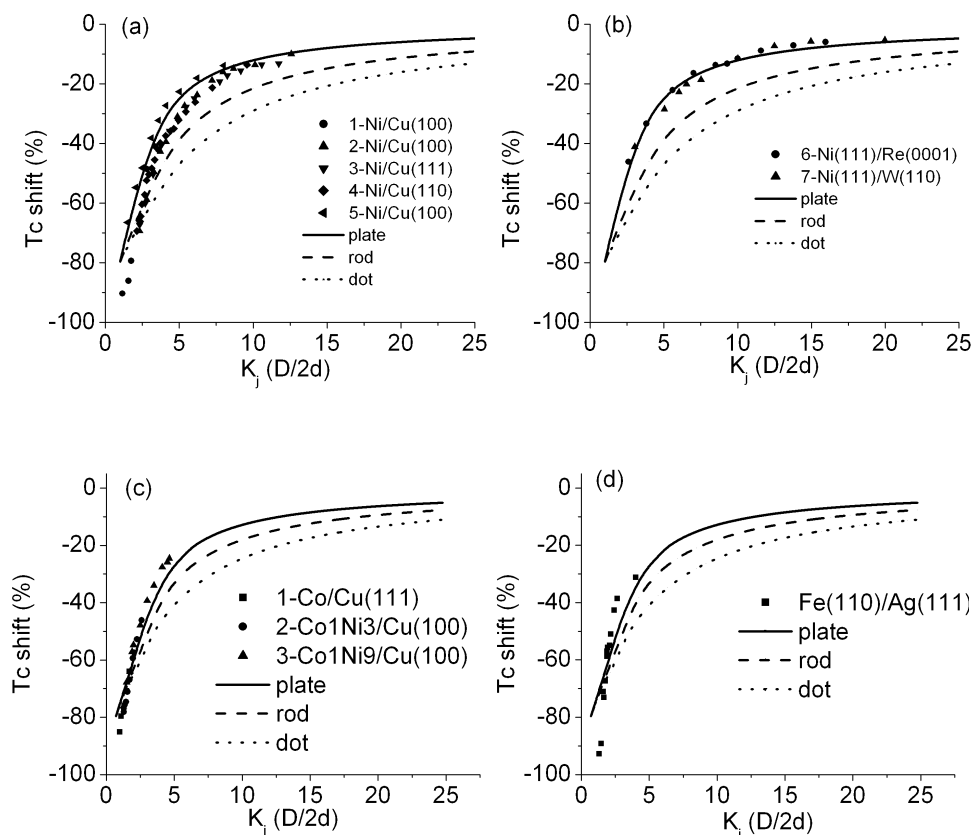 (a)
0
-20
-40
-60
-80
-100
Tc shift (%)
1-Ni/Cu(100)
2-Ni/Cu(100)
3-Ni/Cu(111)
4-Ni/Cu(110)
5-Ni/Cu(100)
plate
rod
dot
0 5 10 15 20 25
Kj (D/2d)
(b)
0
-20
-40
-60
-80
-100
Tc shift (%)
6-Ni(111)/Re(0001)
7-Ni(111)/W(110)
plate
rod
dot
0 5 10 15 20 25
Kj (D/2d)
(c)
0
-20
-40
-60
-80
-100
Tc shift (%)
1-Co/Cu(111)
2-Co1Ni3/Cu(100)
3-Co1Ni9/Cu(100)
plate
rod
dot
0 5 10 15 20 25
Kj (D/2d)
(d)
0
-20
-40
-60
-80
-100
Tc shift (%)
Fe(110)/Ag(111)
plate
rod
dot
0 5 10 15 20 25
Kj (D/2d)